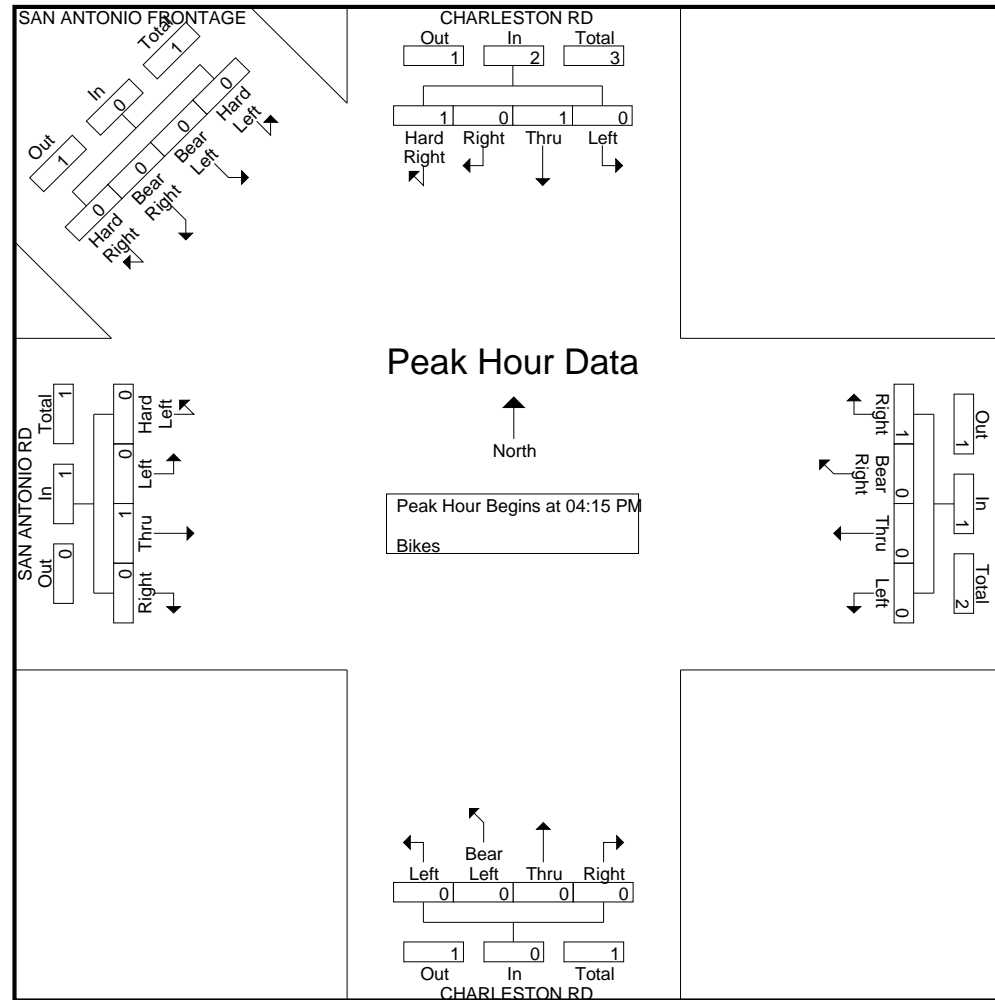 SAN ANTONIO FRONTAGE
Total
1
In
0
Out
1
0
0
0
0
Hard Left
Bear Left
Bear Right
Hard Right
CHARLESTON RD
Out In Total
1 2 3
1 0 1 0
Hard Right Thru Left
Right
Peak Hour Data
North
Peak Hour Begins at 04:15 PM
Bikes
SAN ANTONIO RD
Total
1
In
1
Out
0
0
0
1
0
Hard
Left
Left
Thru
Right
Right
Bear
Right
Thru
Left
1
0
0
0
Out
1
In
1
Total
2
Bear
Left Left Thru Right
0 0 0 0
1 0 1
Out In Total
CHARLESTON RD